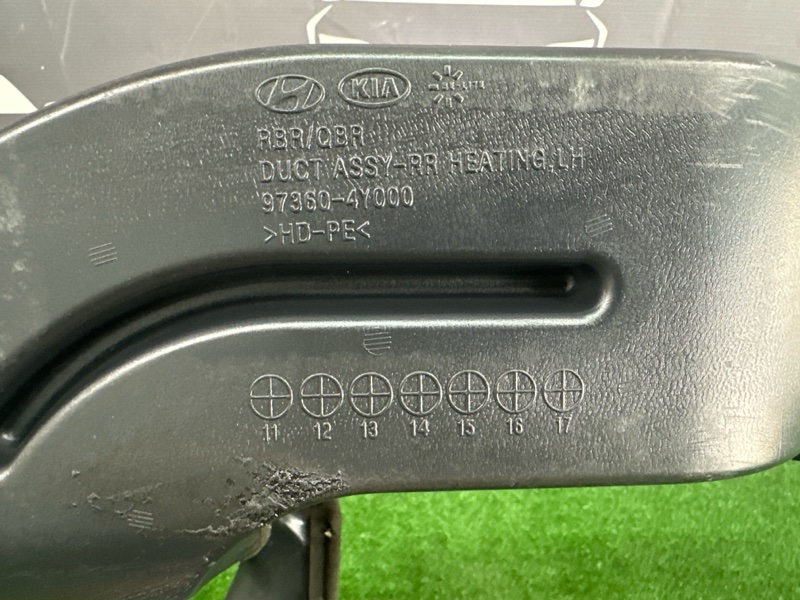 KIA
RBR/QBR
DUCT ASSY-RR HEATING,LH
97360-4Y000
>HD-PE<
11 12 13 14 15 16 17